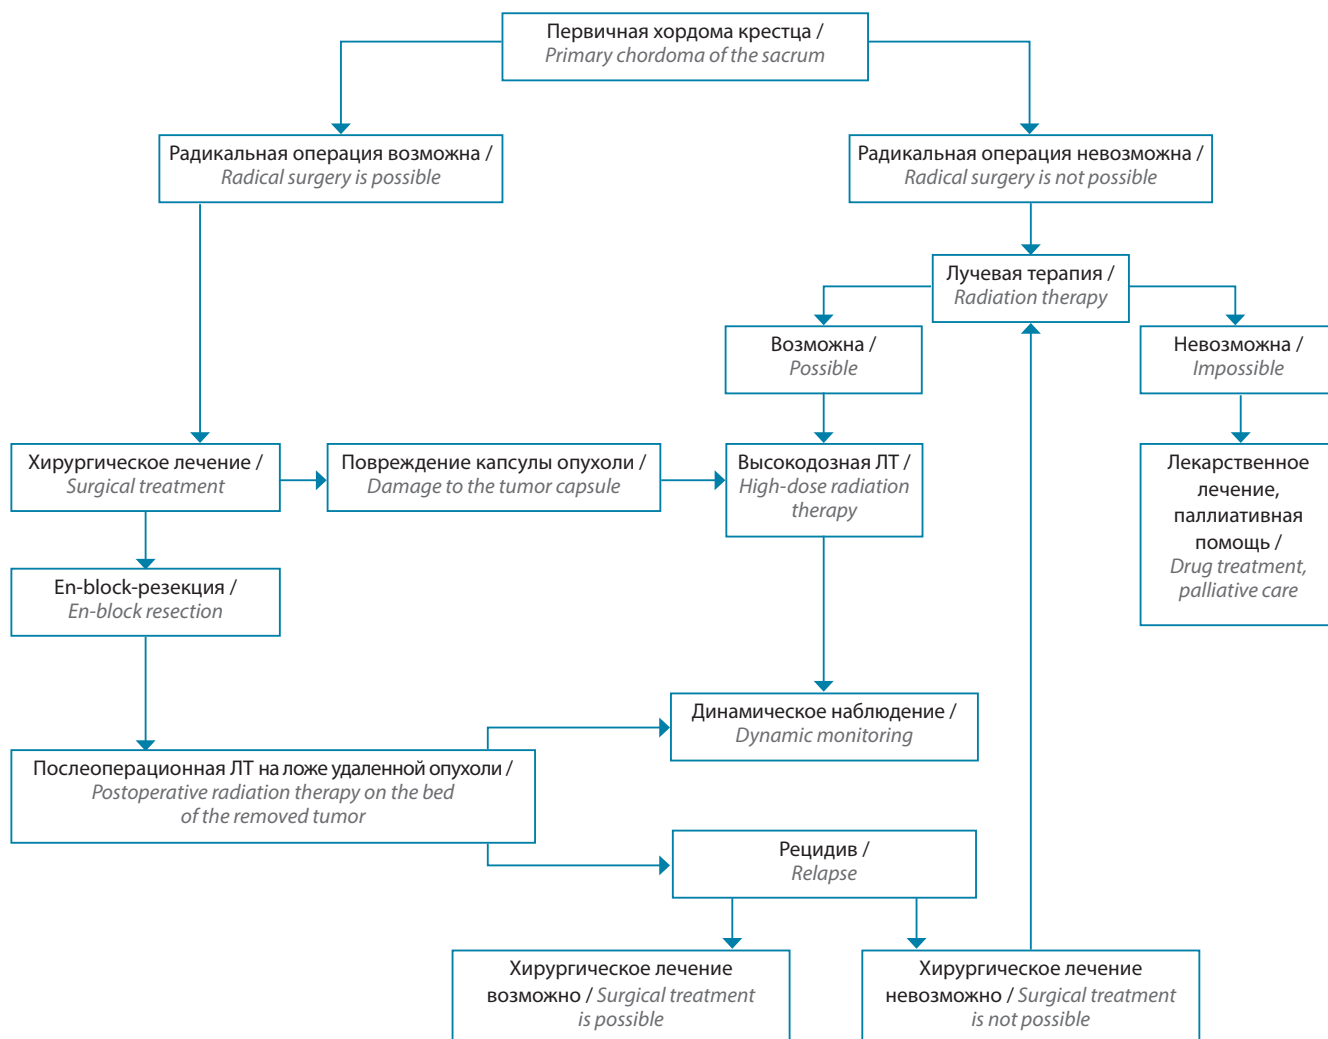 Первичная хордома крестца /
Primary chordoma of the sacrum
Радикальная операция возможна /
Radical surgery is possible
Радикальная операция невозможна /
Radical surgery is not possible
Лучевая терапия /
Radiation therapy
Возможна /
Possible
Невозможна /
Impossible
Хирургическое лечение /
Surgical treatment
Повреждение капсулы опухоли /
Damage to the tumor capsule
Высокодозная ЛТ /
High-dose radiation
therapy
Лекарственное
лечение,
паллиативная
помощь /
Drug treatment,
palliative care
En-block-резекция /
En-block resection
Динамическое наблюдение /
Dynamic monitoring
Послеоперационная ЛТ на ложе удаленной опухоли /
Postoperative radiation therapy on the bed
of the removed tumor
Рецидив /
Relapse
Хирургическое лечение
возможно / Surgical treatment
is possible
Хирургическое лечение
невозможно / Surgical treatment
is not possible